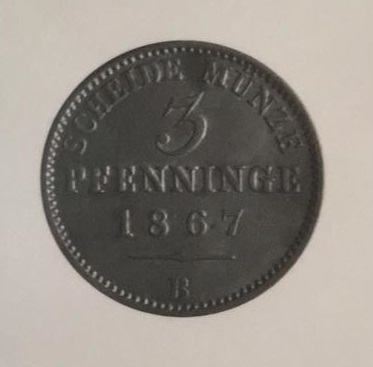 SCHEIDE MÜNZE
3
PFENNINGE
1867
B